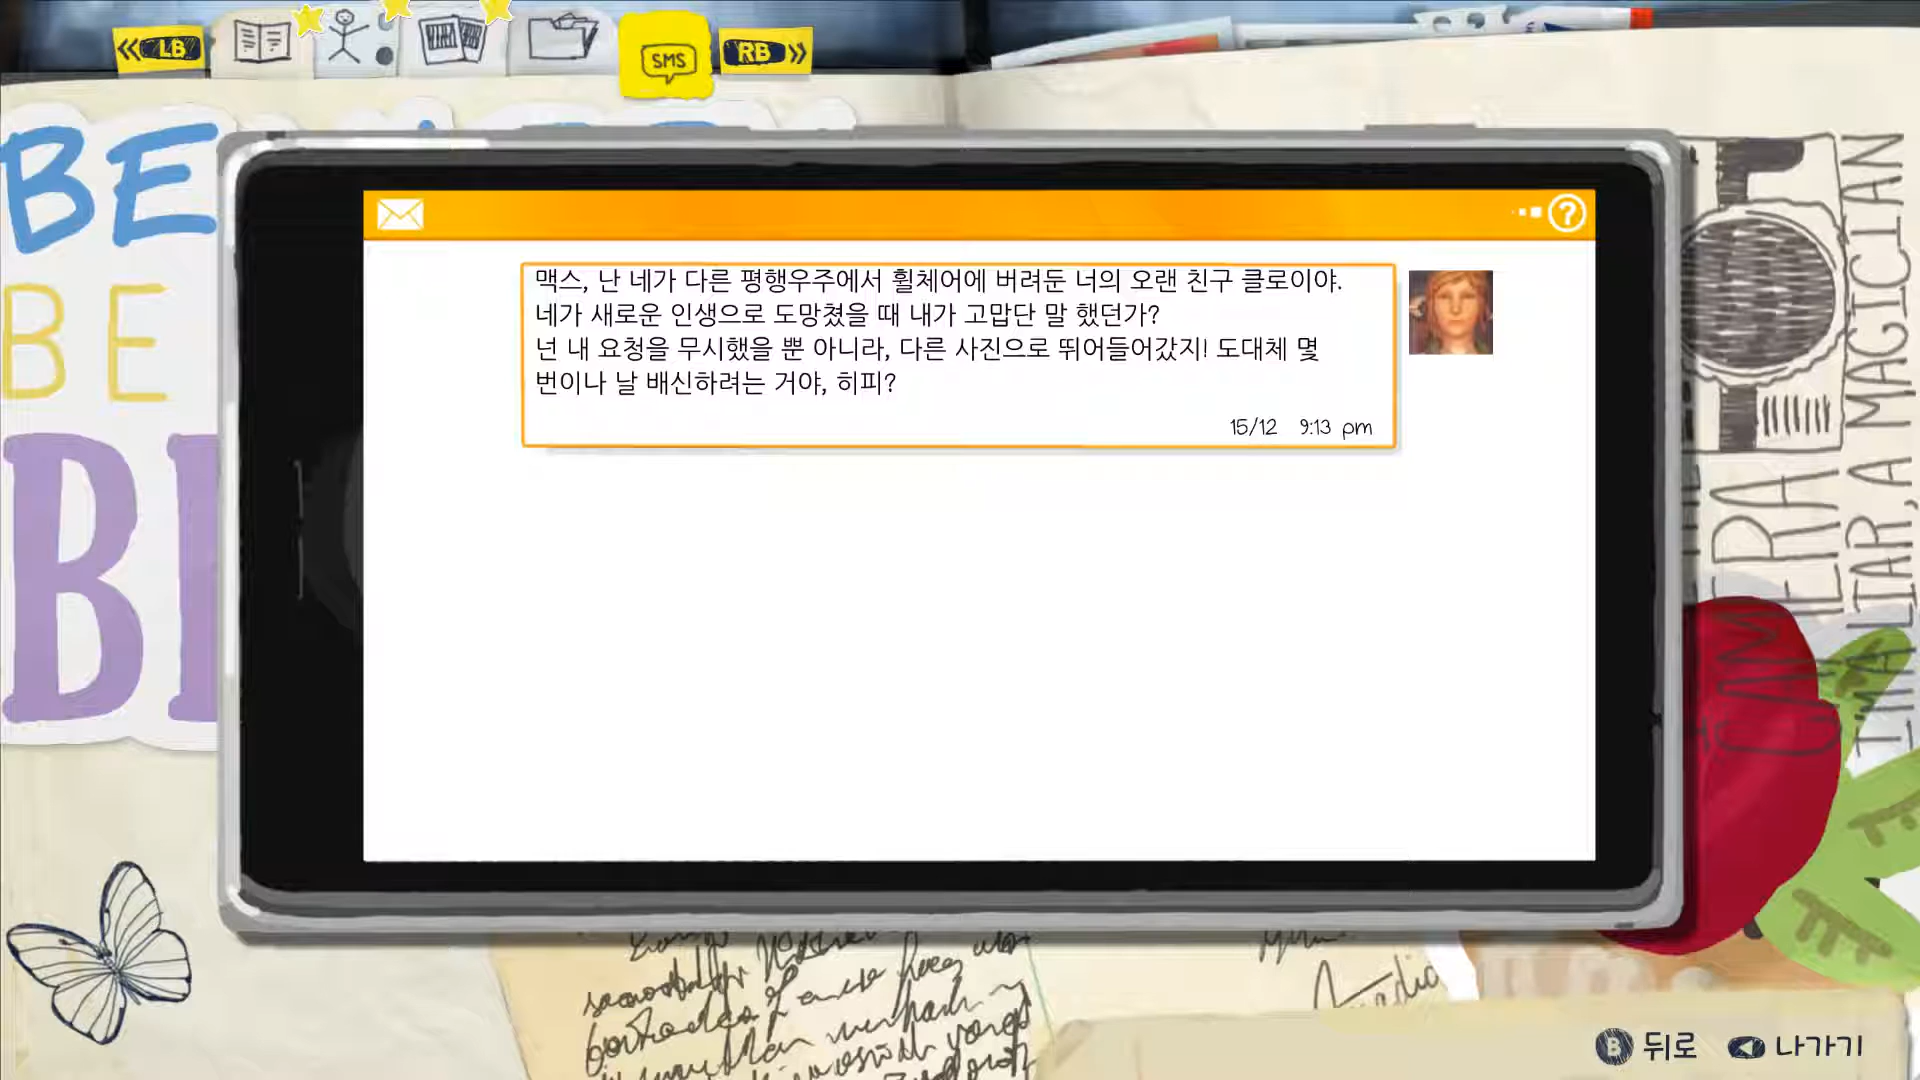 LB
SMS
RB
BE
BE
BE
맥스, 난 네가 다른 평행우주에서 휠체어에 버려둔 너의 오랜 친구 클로이야.
네가 새로운 인생으로 도망쳤을 때 내가 고맙단 말 했던가?
넌 내 요청을 무시했을 뿐 아니라, 다른 사진으로 뛰어들어갔지! 도대체 몇
번이나 날 배신하려는 거야, 히피?
15/12 9:13 pm
I'M A LIAR, A MAGICIAN
B 뒤로
나가기